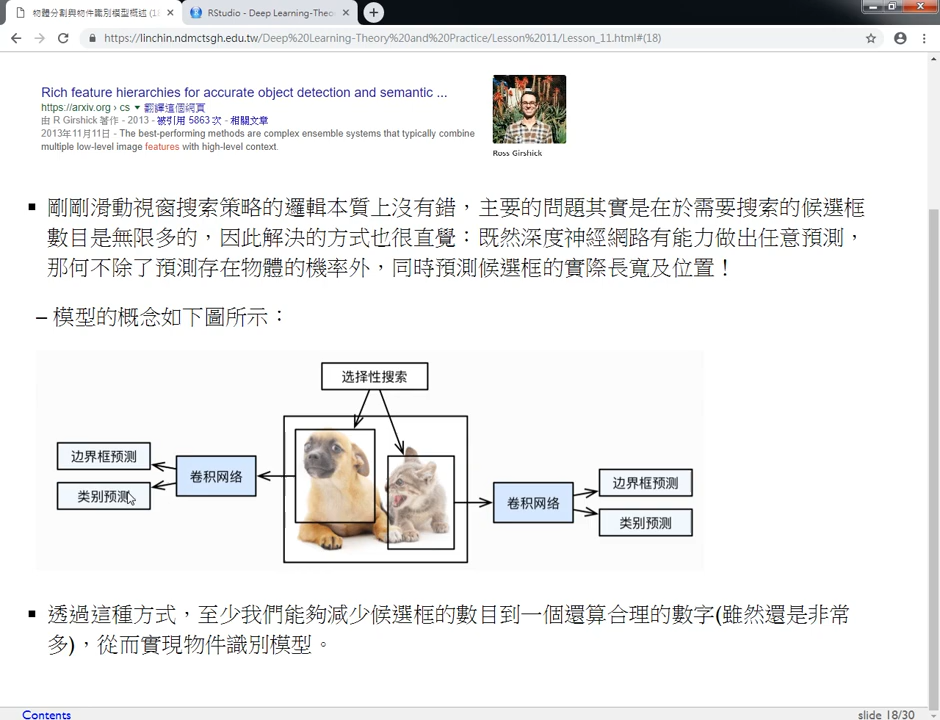 物體分割與物件識別模型概述 (1
RStudio - Deep Learning-Theo
https://linchin.ndmctsgh.edu.tw/Deep%20Learning-Theory%20and%20Practice/Lesson%2011/Lesson_11.html#(18)
Rich feature hierarchies for accurate object detection and semantic ...
https://arxiv.org › cs ▼ 翻譯這個網頁
由 R Girshick 著作 - 2013 - 被引用 5863 次 - 相關文章
2013年11月11日 - The best-performing methods are complex ensemble systems that typically combine
multiple low-level image features with high-level context.
Ross Girshick
▪ 剛剛滑動視窗搜索策略的邏輯本質上沒有錯，主要的問題其實是在於需要搜索的候選框
數目是無限多的，因此解決的方式也很直覺：既然深度神經網路有能力做出任意預測，
那何不除了預測存在物體的機率外，同時預測候選框的實際長寬及位置！
– 模型的概念如下圖所示：
选择性搜索
边界框预测
类别预测
卷积网络
卷积网络
边界框预测
类别预测
▪ 透過這種方式，至少我們能夠減少候選框的數目到一個還算合理的數字(雖然還是非常
多)，從而實現物件識別模型。
Contents
slide 18/30